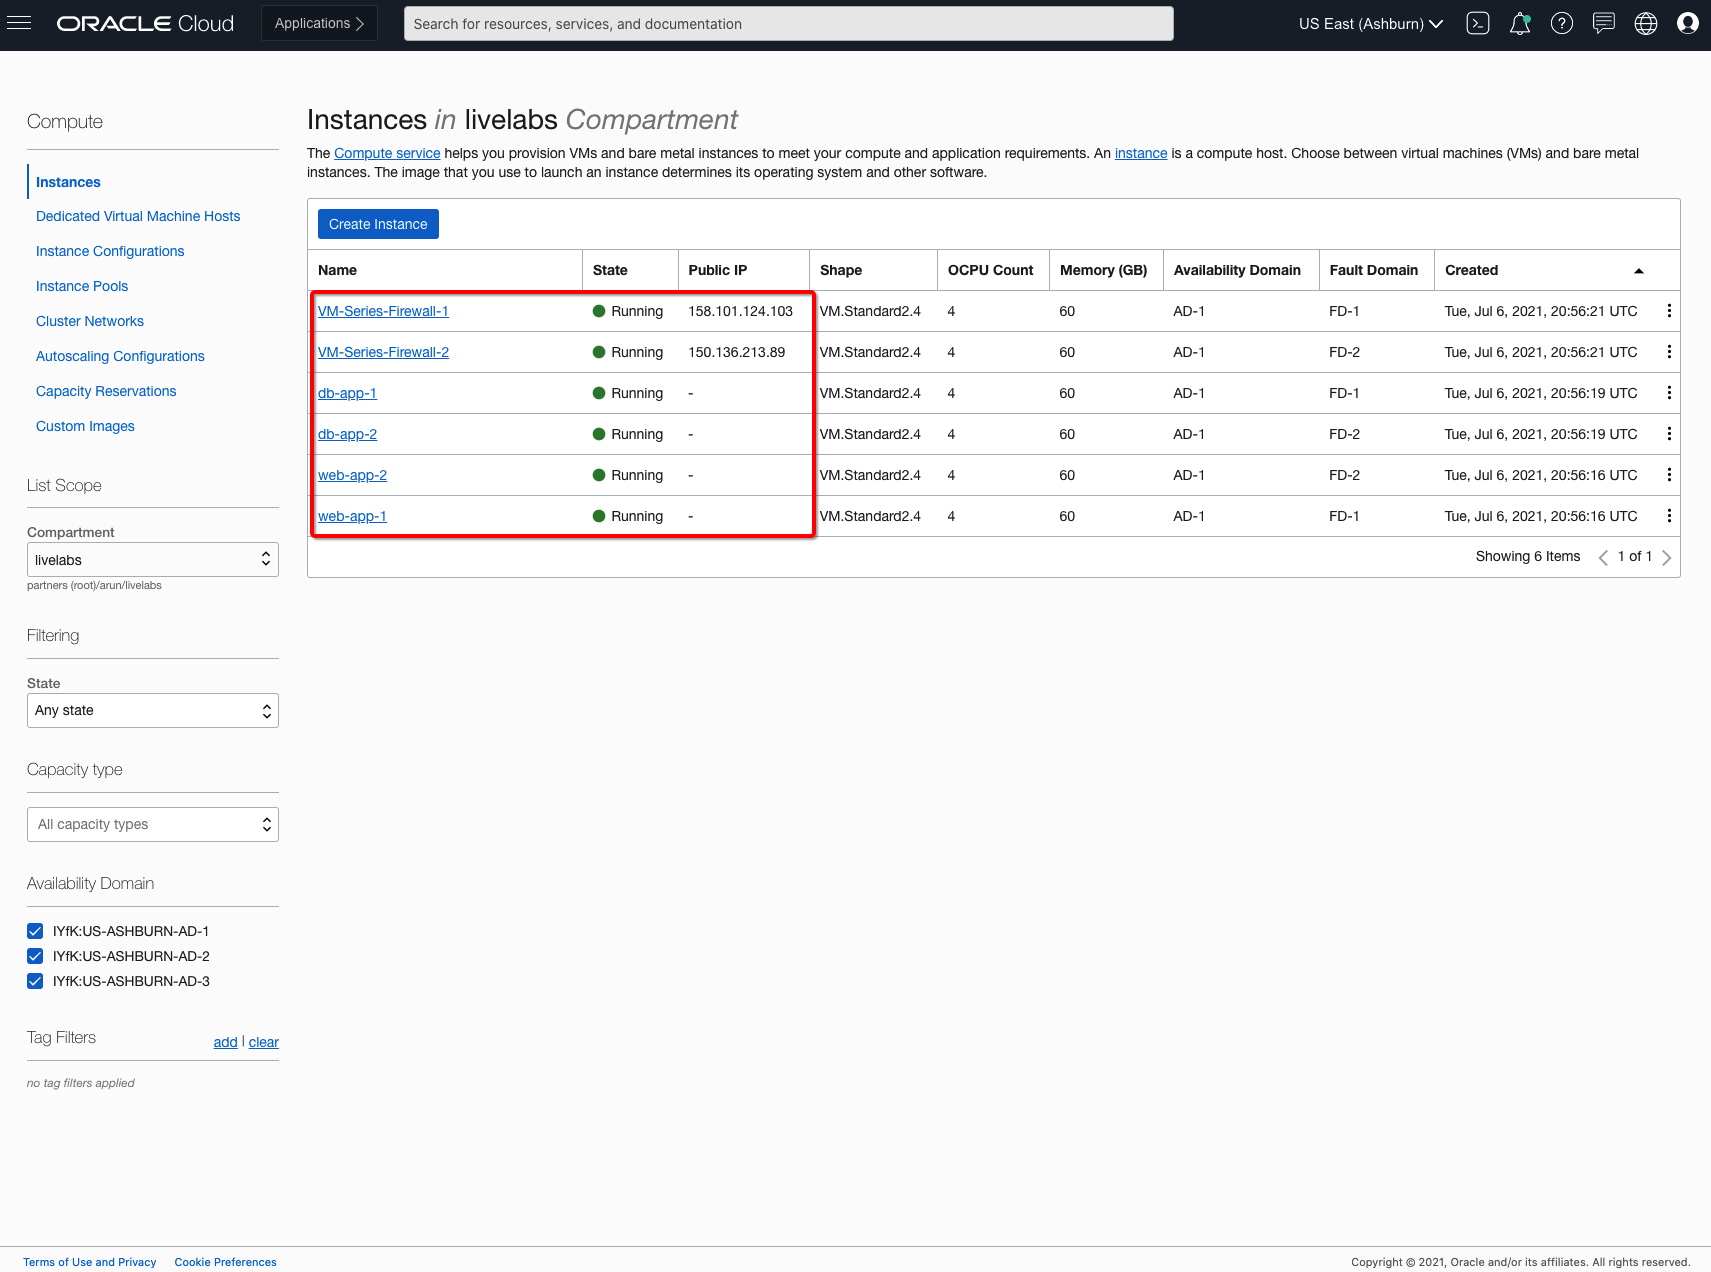 ORACLE Cloud
Applications
Search for resources, services, and documentation
US East (Ashburn)
Compute
Instances
Dedicated Virtual Machine Hosts
Instance Configurations
Instance Pools
Cluster Networks
Autoscaling Configurations
Capacity Reservations
Custom Images
List Scope
Compartment
livelabs
partners (root)/arun/livelabs
Filtering
State
Any state
Capacity type
All capacity types
Availability Domain
IYfK:US-ASHBURN-AD-1
IYfK:US-ASHBURN-AD-2
IYfK:US-ASHBURN-AD-3
Tag Filters add | clear
no tag filters applied
Instances in livelabs Compartment
The Compute service helps you provision VMs and bare metal instances to meet your compute and application requirements. An instance is a compute host. Choose between virtual machines (VMs) and bare metal
instances. The image that you use to launch an instance determines its operating system and other software.
Create Instance
Name State Public IP Shape OCPU Count Memory (GB) Availability Domain Fault Domain Created
VM-Series-Firewall-1 Running 158.101.124.103 VM.Standard2.4 4 60 AD-1 FD-1 Tue, Jul 6, 2021, 20:56:21 UTC
VM-Series-Firewall-2 Running 150.136.213.89 VM.Standard2.4 4 60 AD-1 FD-2 Tue, Jul 6, 2021, 20:56:21 UTC
db-app-1 Running - VM.Standard2.4 4 60 AD-1 FD-1 Tue, Jul 6, 2021, 20:56:19 UTC
db-app-2 Running - VM.Standard2.4 4 60 AD-1 FD-2 Tue, Jul 6, 2021, 20:56:19 UTC
web-app-2 Running - VM.Standard2.4 4 60 AD-1 FD-2 Tue, Jul 6, 2021, 20:56:16 UTC
web-app-1 Running - VM.Standard2.4 4 60 AD-1 FD-1 Tue, Jul 6, 2021, 20:56:16 UTC
Showing 6 Items 1 of 1
Terms of Use and Privacy Cookie Preferences
Copyright © 2021, Oracle and/or its affiliates. All rights reserved.